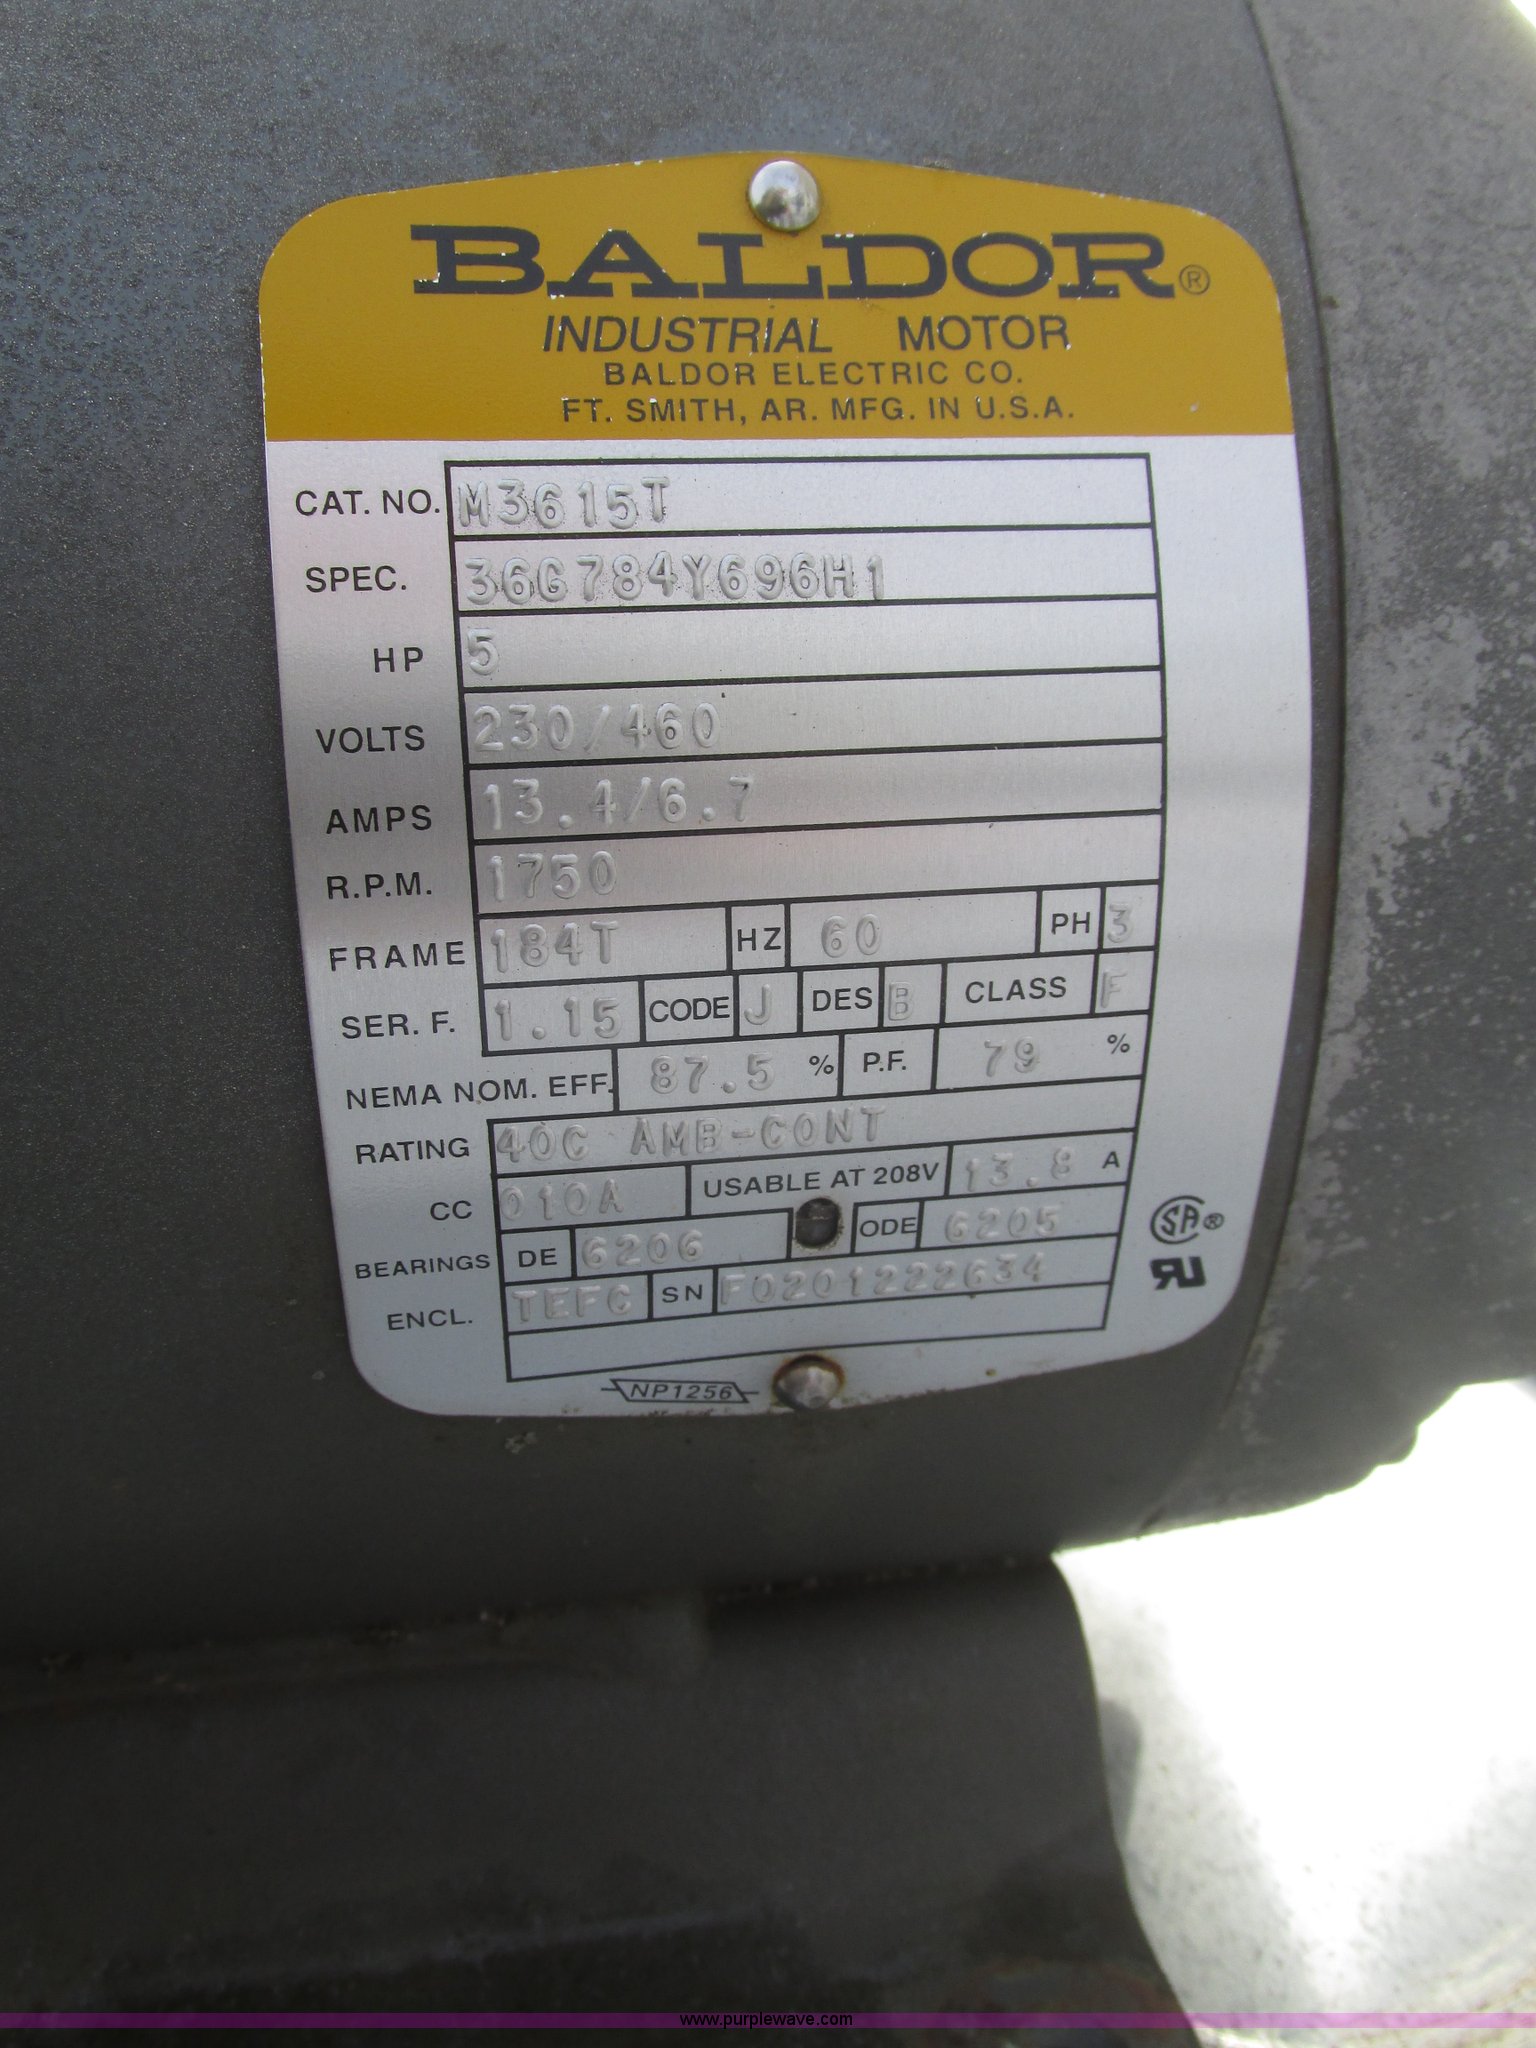 BALDOR®
INDUSTRIAL MOTOR
BALDOR ELECTRIC CO.
FT. SMITH, AR. MFG. IN U.S.A.
CAT. NO. M3615T
SPEC. 36G784Y696H1
HP 5
VOLTS 230/460
AMPS 13.4/6.7
R.P.M. 1750
FRAME 184T HZ 60 PH 3
SER. F. 1.15 CODE J DES B CLASS F
NEMA NOM. EFF. 87.5 % P.F. 79 %
RATING 40C AMB-CONT
CC 010A USABLE AT 208V 13.8 A
BEARINGS DE 6206 ODE 6205
ENCL. TEFC SN F0201222634
SA®
UR
NP1256
www.purplewave.com